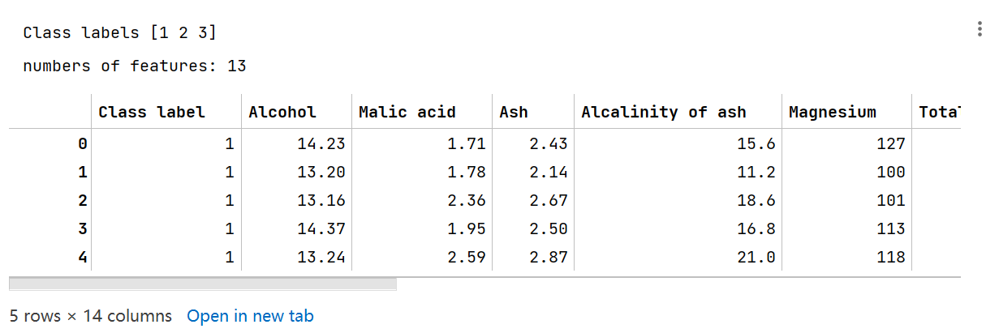 Class labels [1 2 3]
numbers of features: 13
Class label Alcohol Malic acid Ash Alcalinity of ash Magnesium Tota
0 1 14.23 1.71 2.43 15.6 127
1 1 13.20 1.78 2.14 11.2 100
2 1 13.16 2.36 2.67 18.6 101
3 1 14.37 1.95 2.50 16.8 113
4 1 13.24 2.59 2.87 21.0 118
5 rows × 14 columns Open in new tab